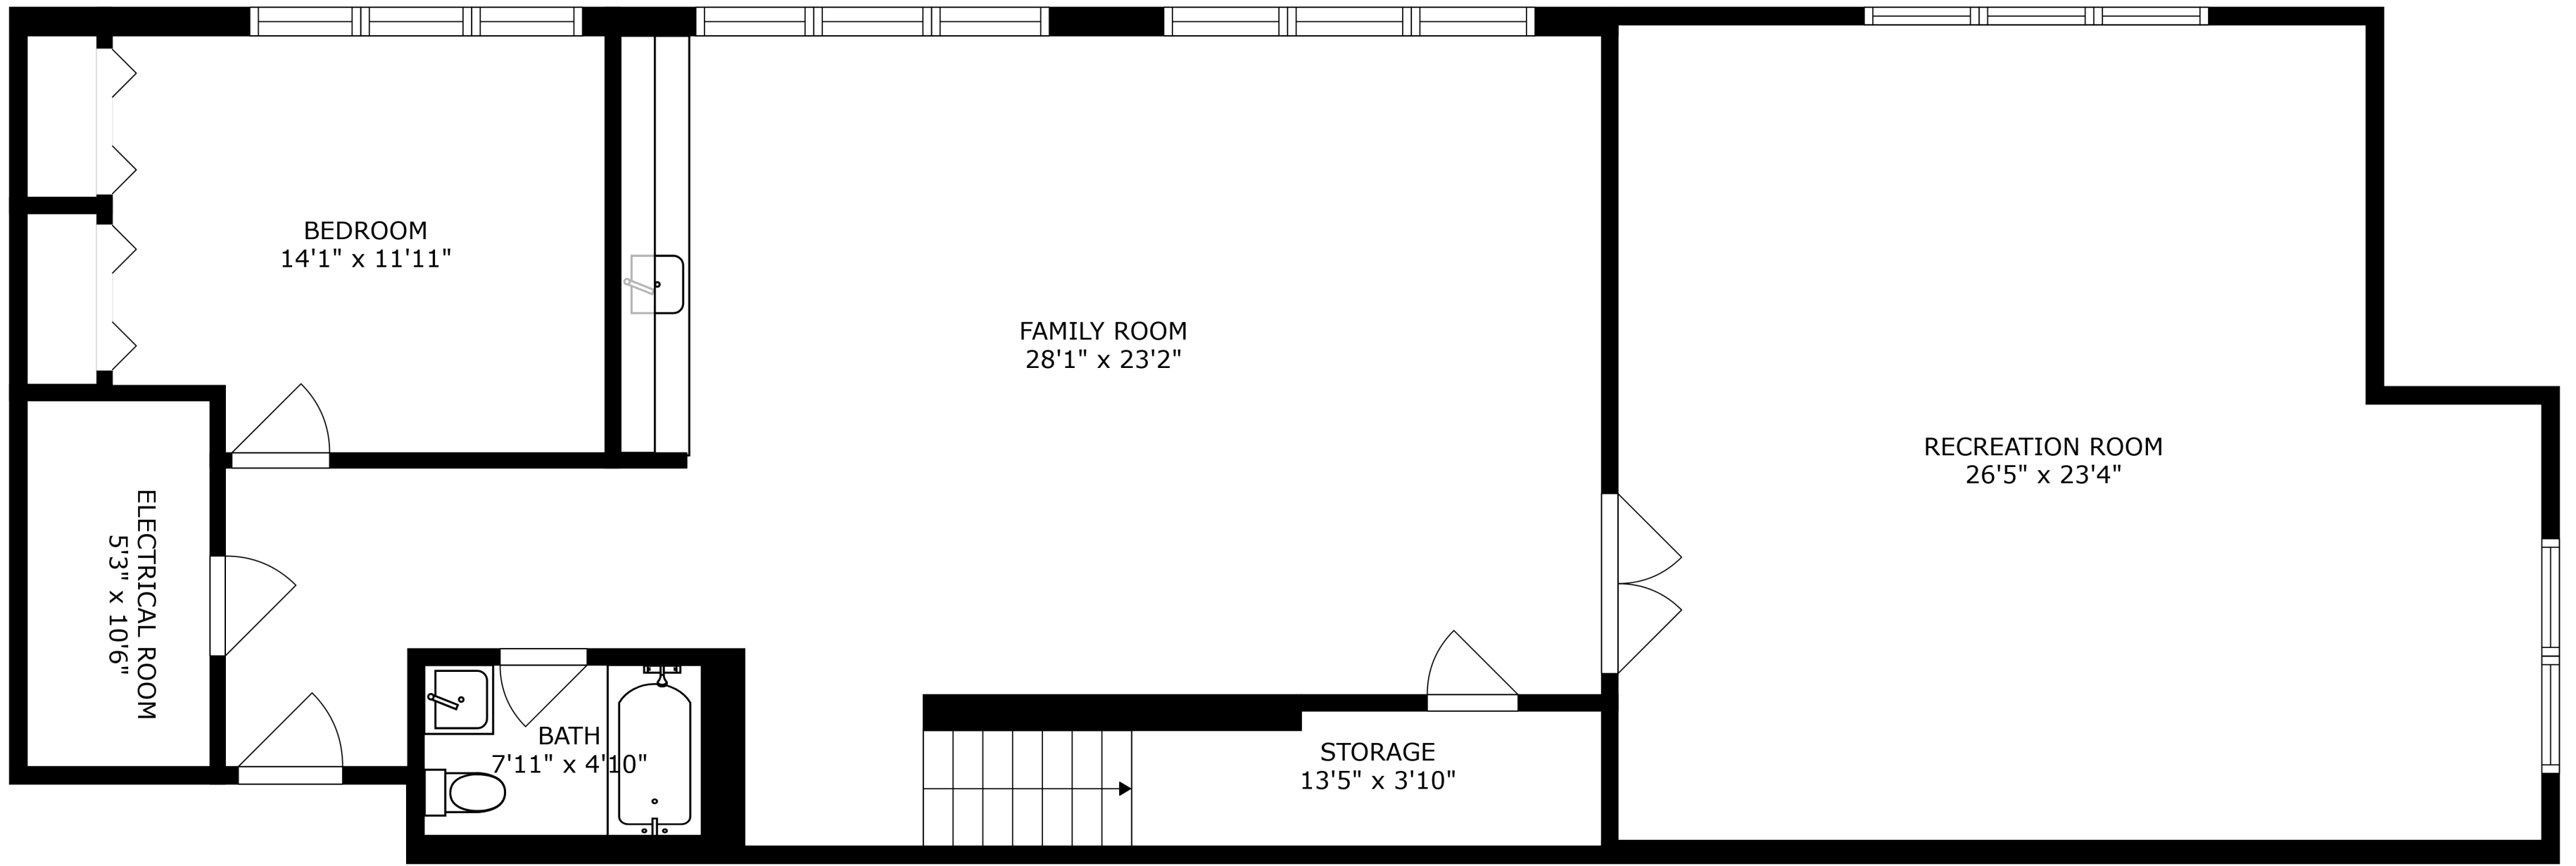 BEDROOM
14'1" x 11'11"
FAMILY ROOM
28'1" x 23'2"
RECREATION ROOM
26'5" x 23'4"
ELECTRICAL ROOM
5'3" x 10'6"
BATH
7'11" x 4'10"
STORAGE
13'5" x 3'10"